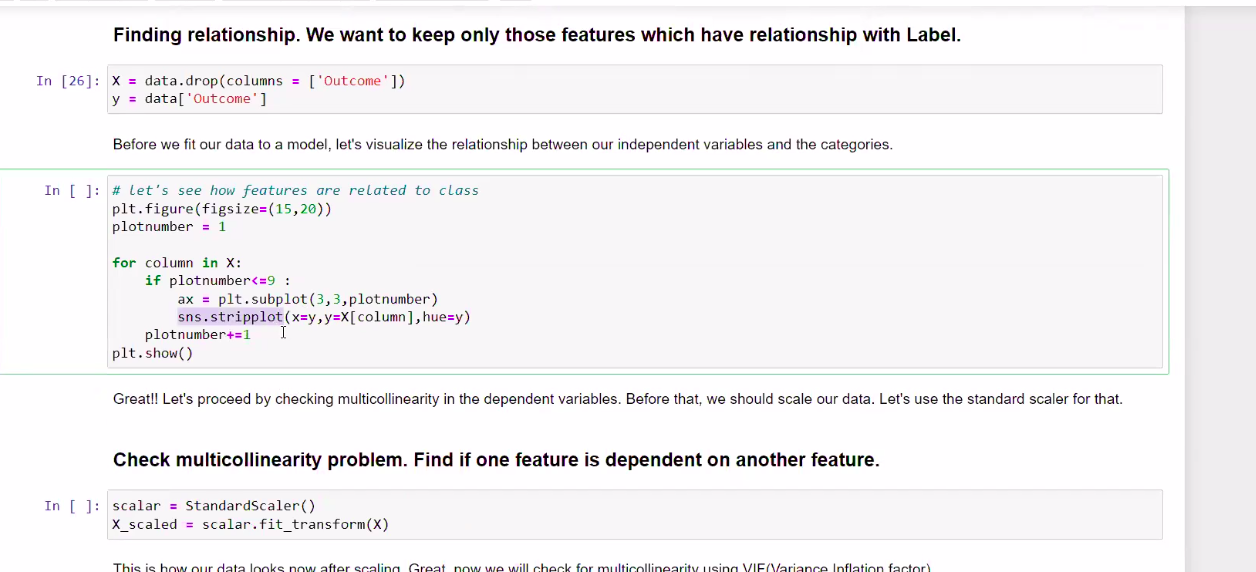 Finding relationship. We want to keep only those features which have relationship with Label.
In [26]: X = data.drop(columns = ['Outcome'])
y = data['Outcome']
Before we fit our data to a model, let's visualize the relationship between our independent variables and the categories.
In [ ]: # let's see how features are related to class
plt.figure(figsize=(15,20))
plotnumber = 1
for column in X:
if plotnumber<=9 :
ax = plt.subplot(3,3,plotnumber)
sns.stripplot(x=y,y=X[column],hue=y)
plotnumber+=1
plt.show()
Great!! Let's proceed by checking multicollinearity in the dependent variables. Before that, we should scale our data. Let's use the standard scaler for that.
Check multicollinearity problem. Find if one feature is dependent on another feature.
In [ ]: scalar = StandardScaler()
X_scaled = scalar.fit_transform(X)
This is how our data looks now after scaling. Great, now we will check for multicollinearity using VIF(Variance Inflation factor)